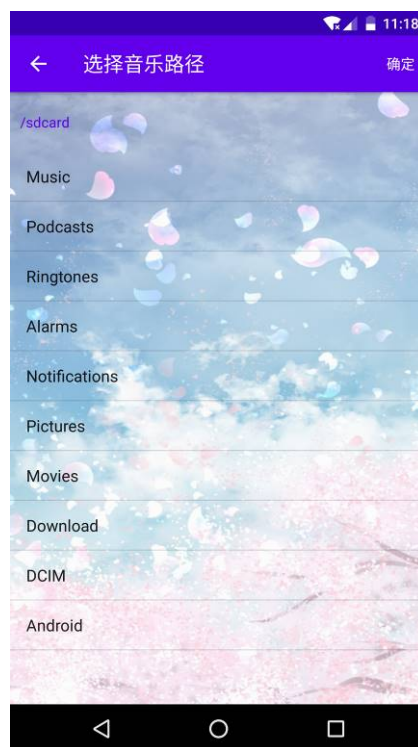 11:18
选择音乐路径 确定
/sdcard
Music
Podcasts
Ringtones
Alarms
Notifications
Pictures
Movies
Download
DCIM
Android